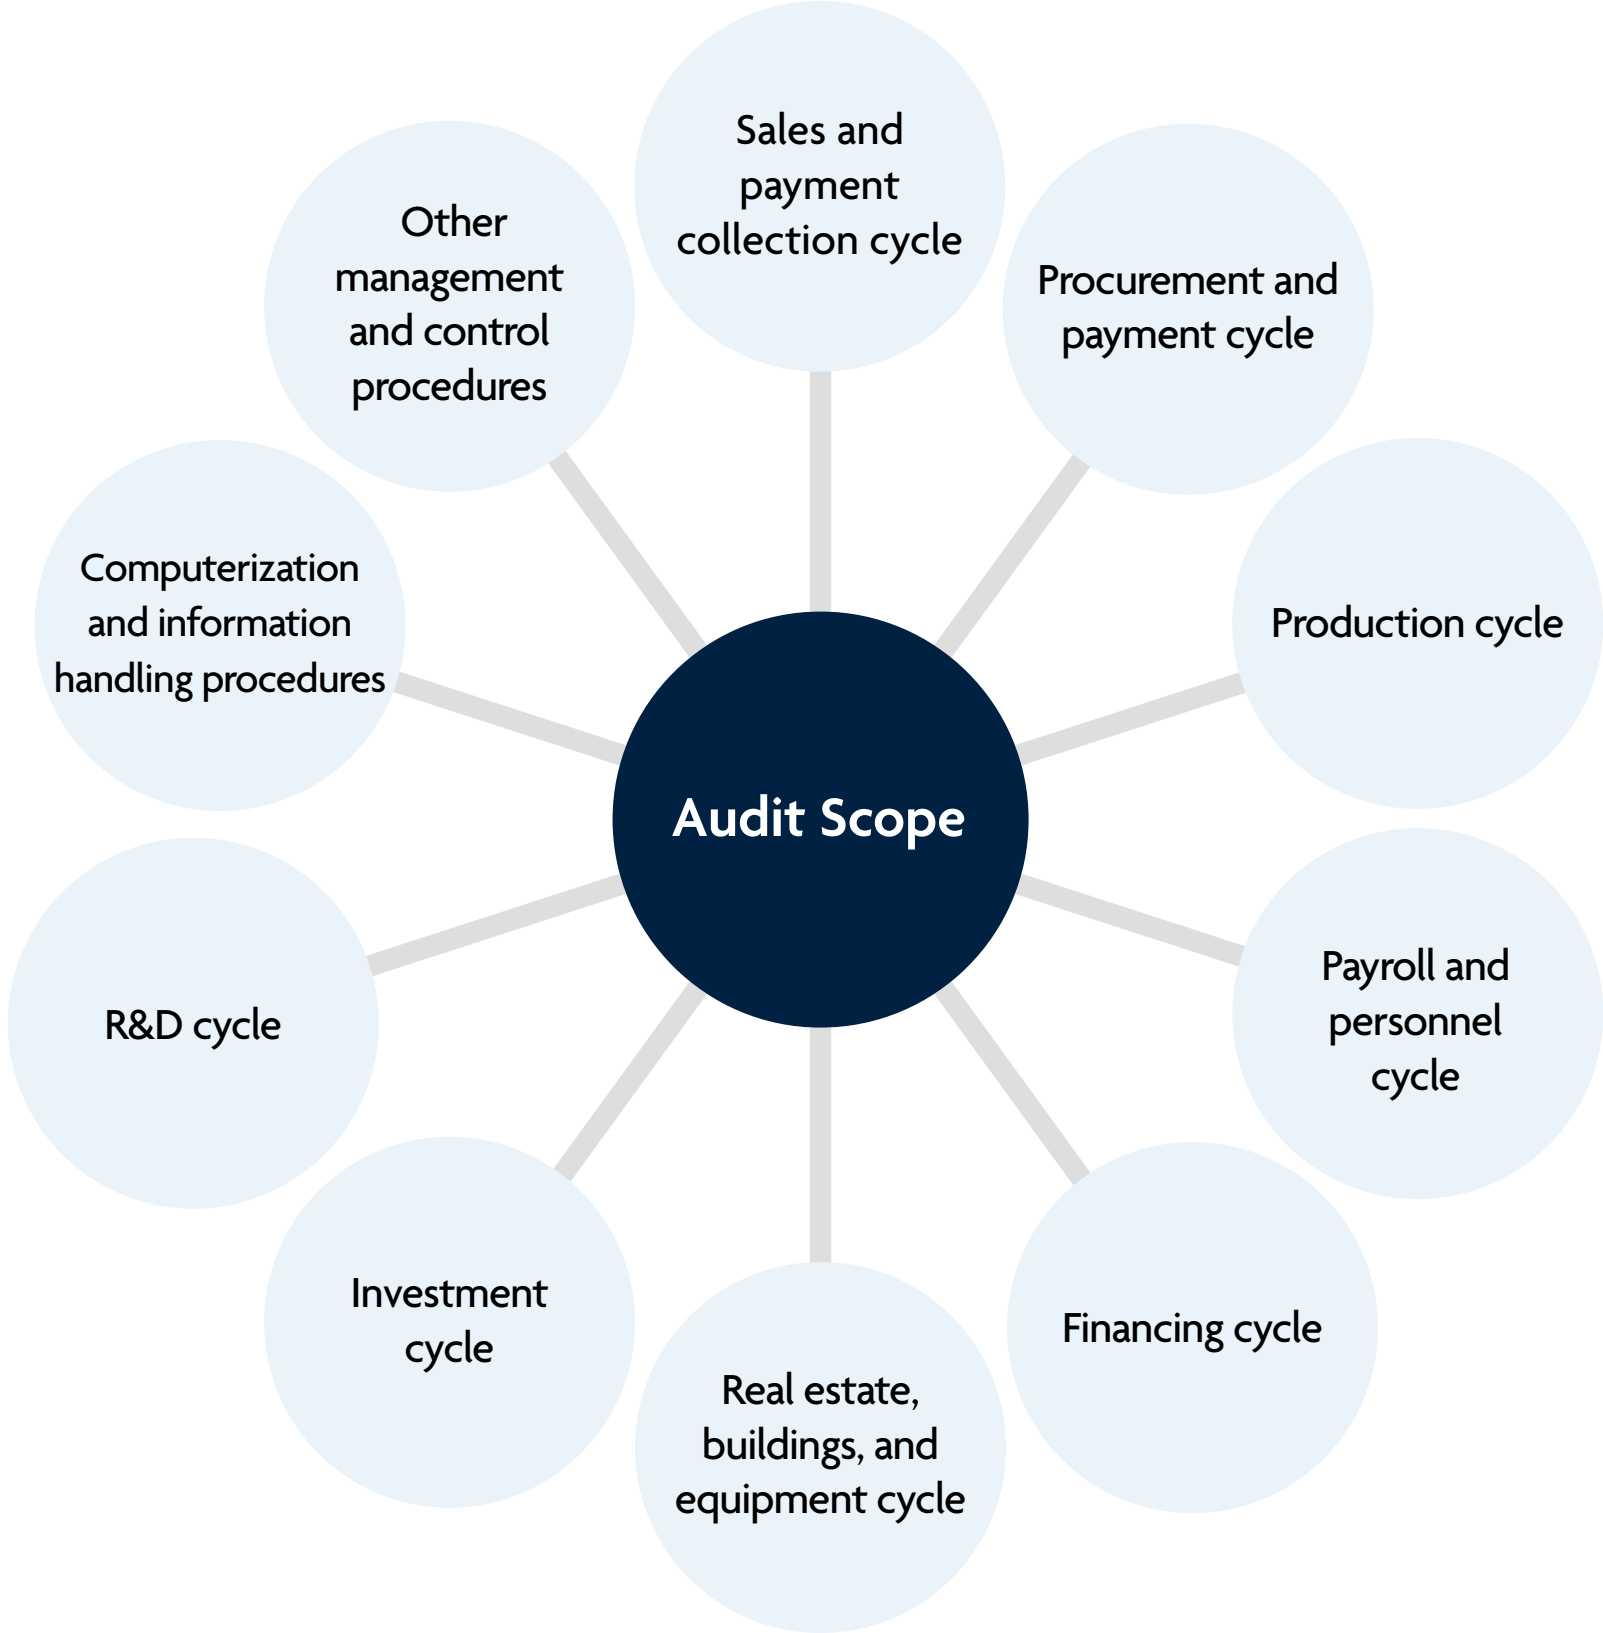 Sales and
payment
collection cycle
Procurement and
payment cycle
Production cycle
Payroll and
personnel
cycle
Financing cycle
Real estate,
buildings, and
equipment cycle
Investment
cycle
R&D cycle
Computerization
and information
handling procedures
Other
management
and control
procedures
Audit Scope